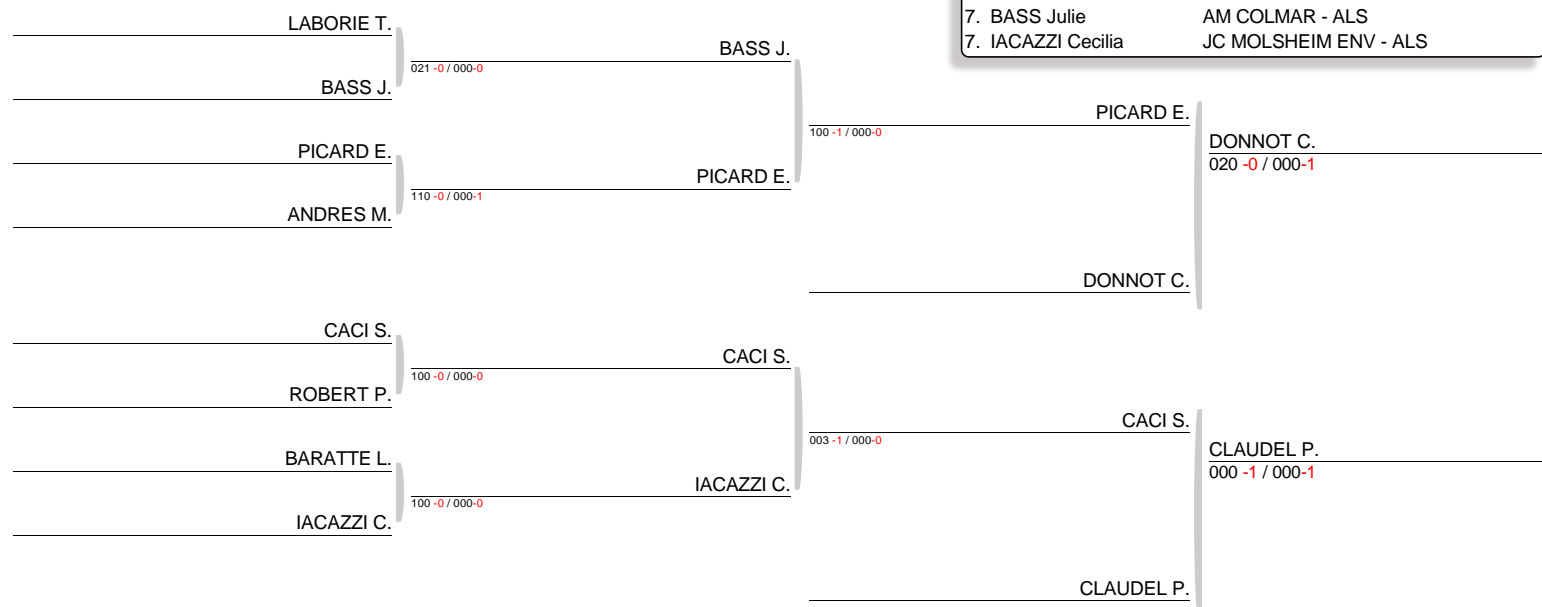 7. BASS Julie AM COLMAR - ALS
7. IACAZZI Cecilia JC MOLSHEIM ENV - ALS
LABORIE T.
BASS J.
021 -0 / 000-0
BASS J.
PICARD E.
100 -1 / 000-0
DONNOT C.
020 -0 / 000-1
PICARD E.
PICARD E.
110 -0 / 000-1
ANDRES M.
DONNOT C.
CACI S.
CACI S.
100 -0 / 000-0
ROBERT P.
CACI S.
003 -1 / 000-0
CLAUDEL P.
000 -1 / 000-1
BARATTE L.
IACAZZI C.
100 -0 / 000-0
IACAZZI C.
CLAUDEL P.